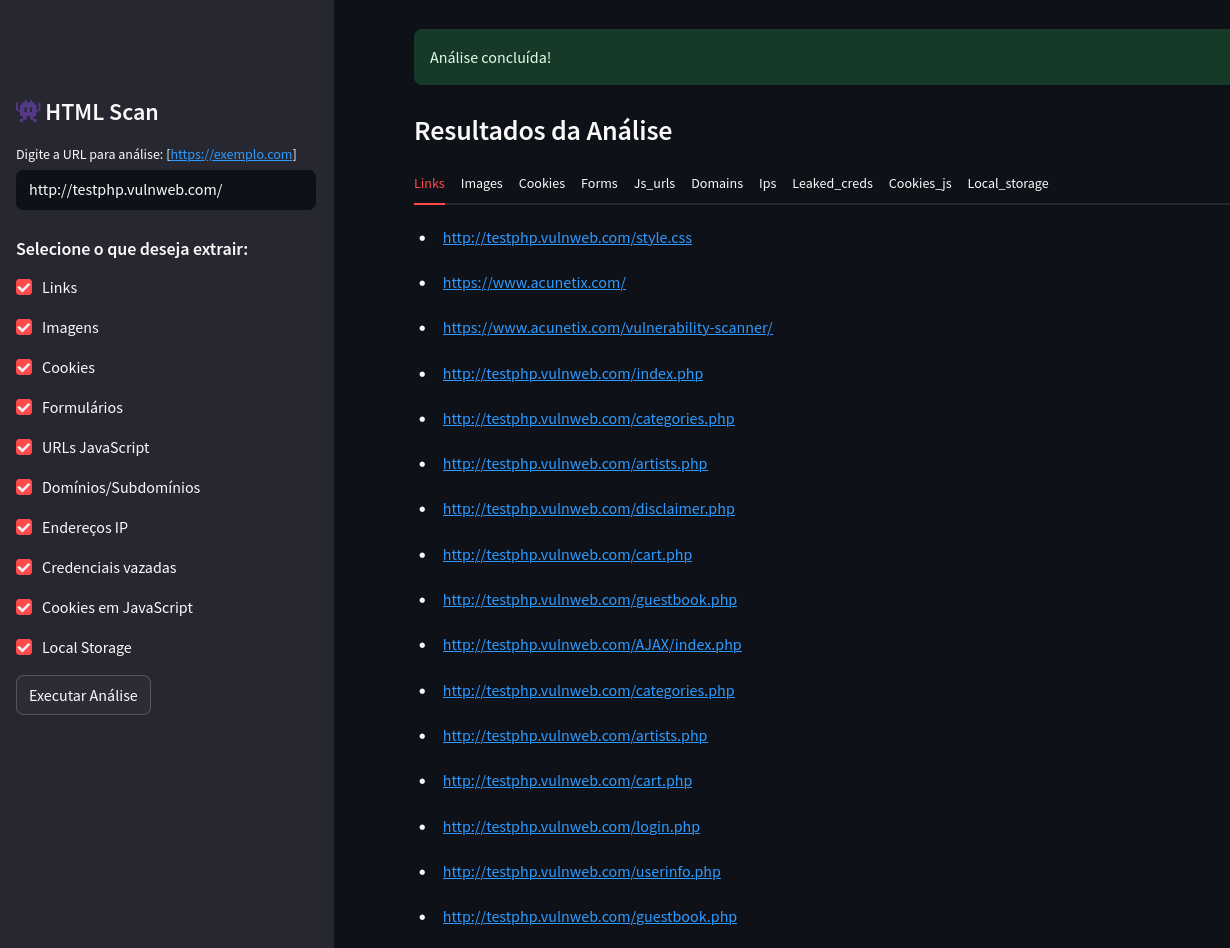 HTML Scan
Digite a URL para análise: [https://exemplo.com]
http://testphp.vulnweb.com/
Selecione o que deseja extrair:
Links
Imagens
Cookies
Formulários
URLs JavaScript
Domínios/Subdomínios
Endereços IP
Credenciais vazadas
Cookies em JavaScript
Local Storage
Executar Análise
Análise concluída!
Resultados da Análise
Links Images Cookies Forms Js_urls Domains Ips Leaked_creds Cookies_js Local_storage
http://testphp.vulnweb.com/style.css
https://www.acunetix.com/
https://www.acunetix.com/vulnerability-scanner/
http://testphp.vulnweb.com/index.php
http://testphp.vulnweb.com/categories.php
http://testphp.vulnweb.com/artists.php
http://testphp.vulnweb.com/disclaimer.php
http://testphp.vulnweb.com/cart.php
http://testphp.vulnweb.com/guestbook.php
http://testphp.vulnweb.com/AJAX/index.php
http://testphp.vulnweb.com/categories.php
http://testphp.vulnweb.com/artists.php
http://testphp.vulnweb.com/cart.php
http://testphp.vulnweb.com/login.php
http://testphp.vulnweb.com/userinfo.php
http://testphp.vulnweb.com/guestbook.php